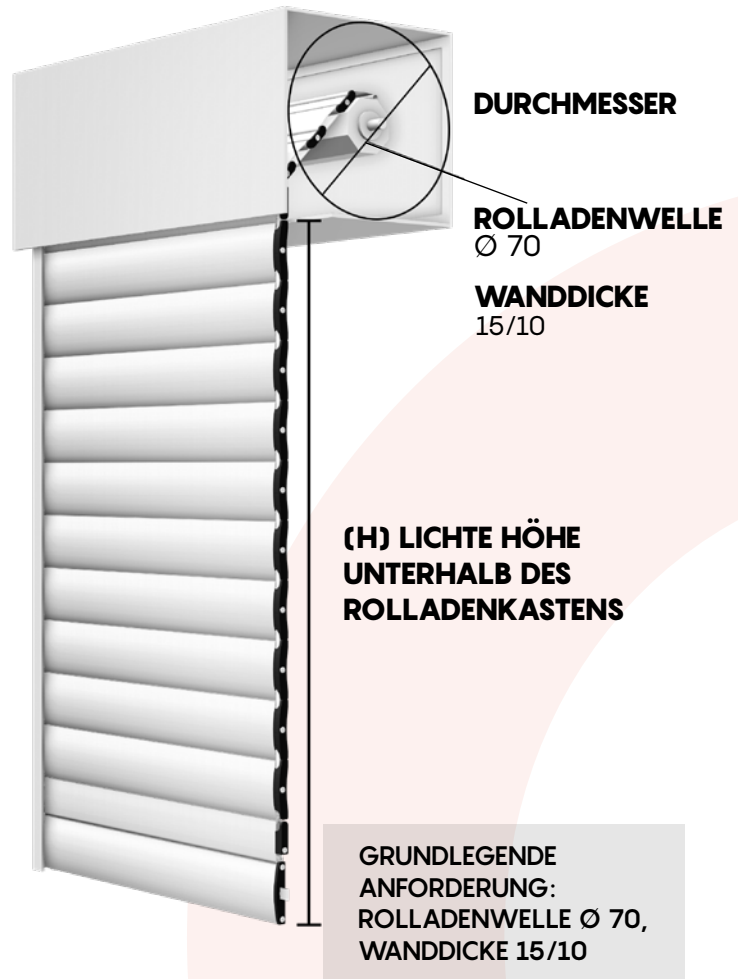 DURCHMESSER
ROLLADENWELLE
Ø 70
WANDDICKE
15/10
(H) LICHTE HÖHE
UNTERHALB DES
ROLLADENKASTENS
GRUNDLEGENDE
ANFORDERUNG:
ROLLADENWELLE Ø 70,
WANDDICKE 15/10